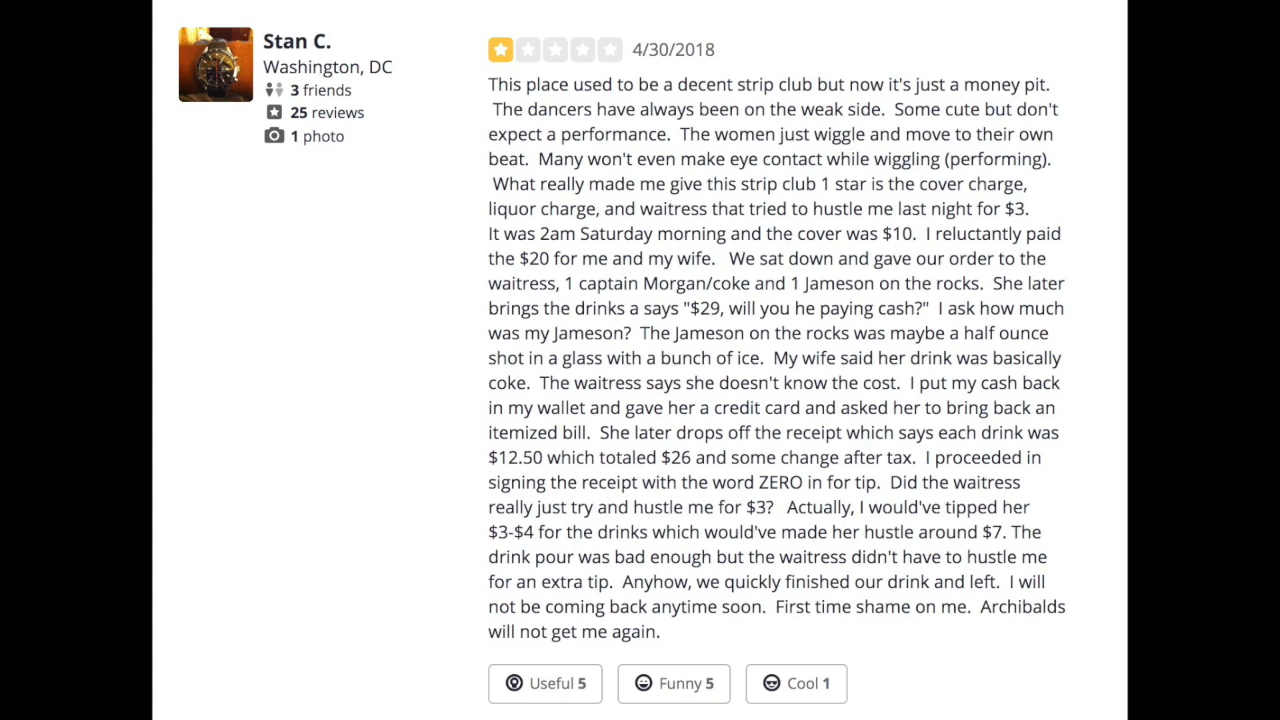 Stan C.
Washington, DC
3 friends
25 reviews
1 photo
4/30/2018
This place used to be a decent strip club but now it's just a money pit.
The dancers have always been on the weak side.  Some cute but don't
expect a performance.  The women just wiggle and move to their own
beat.  Many won't even make eye contact while wiggling (performing).
What really made me give this strip club 1 star is the cover charge,
liquor charge, and waitress that tried to hustle me last night for $3.
It was 2am Saturday morning and the cover was $10.  I reluctantly paid
the $20 for me and my wife.   We sat down and gave our order to the
waitress, 1 captain Morgan/coke and 1 Jameson on the rocks.  She later
brings the drinks a says "$29, will you he paying cash?"  I ask how much
was my Jameson?  The Jameson on the rocks was maybe a half ounce
shot in a glass with a bunch of ice.  My wife said her drink was basically
coke.  The waitress says she doesn't know the cost.  I put my cash back
in my wallet and gave her a credit card and asked her to bring back an
itemized bill.  She later drops off the receipt which says each drink was
$12.50 which totaled $26 and some change after tax.  I proceeded in
signing the receipt with the word ZERO in for tip.  Did the waitress
really just try and hustle me for $3?   Actually, I would've tipped her
$3-$4 for the drinks which would've made her hustle around $7. The
drink pour was bad enough but the waitress didn't have to hustle me
for an extra tip.  Anyhow, we quickly finished our drink and left.  I will
not be coming back anytime soon.  First time shame on me.  Archibalds
will not get me again.
Useful 5
Funny 5
Cool 1